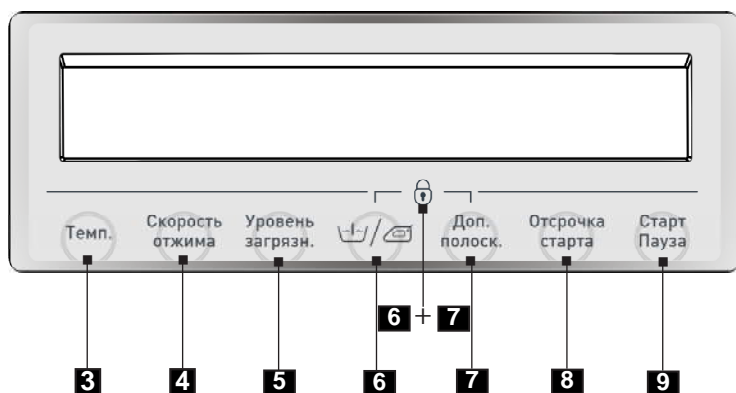 Темп.
Скорость
отжима
Уровень
загрязн.
/
Доп.
полоск.
Отсрочка
старта
Старт
Пауза
6 + 7
3 4 5 6 7 8 9